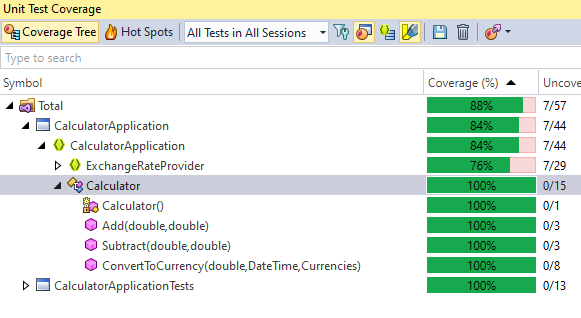 Unit Test Coverage
Coverage Tree Hot Spots All Tests in All Sessions
Type to search
Symbol Coverage (%) Uncove
Total 88% 7/57
CalculatorApplication 84% 7/44
CalculatorApplication 84% 7/44
ExchangeRateProvider 76% 7/29
Calculator 100% 0/15
Calculator() 100% 0/1
Add(double,double) 100% 0/3
Subtract(double,double) 100% 0/3
ConvertToCurrency(double,DateTime,Currencies) 100% 0/8
CalculatorApplicationTests 100% 0/13